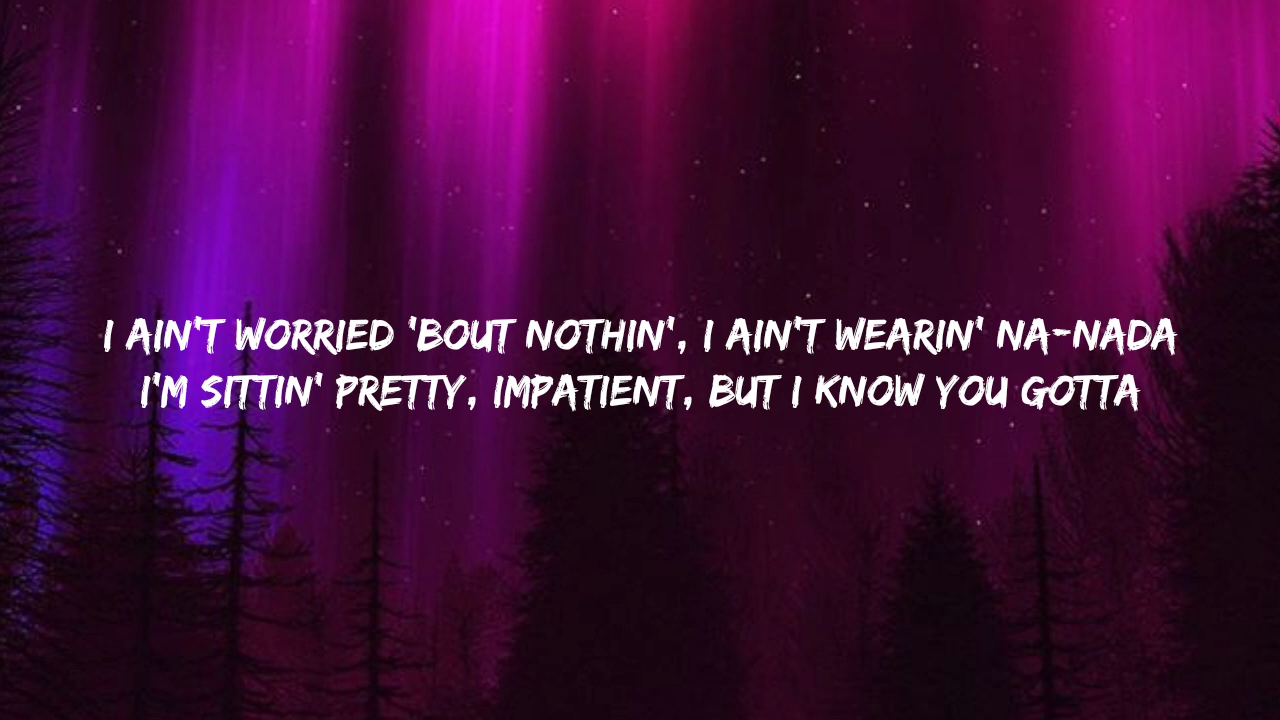 I AIN'T WORRIED 'BOUT NOTHIN', I AIN'T WEARIN' NA-NADA
I'M SITTIN' PRETTY, IMPATIENT, BUT I KNOW YOU GOTTA